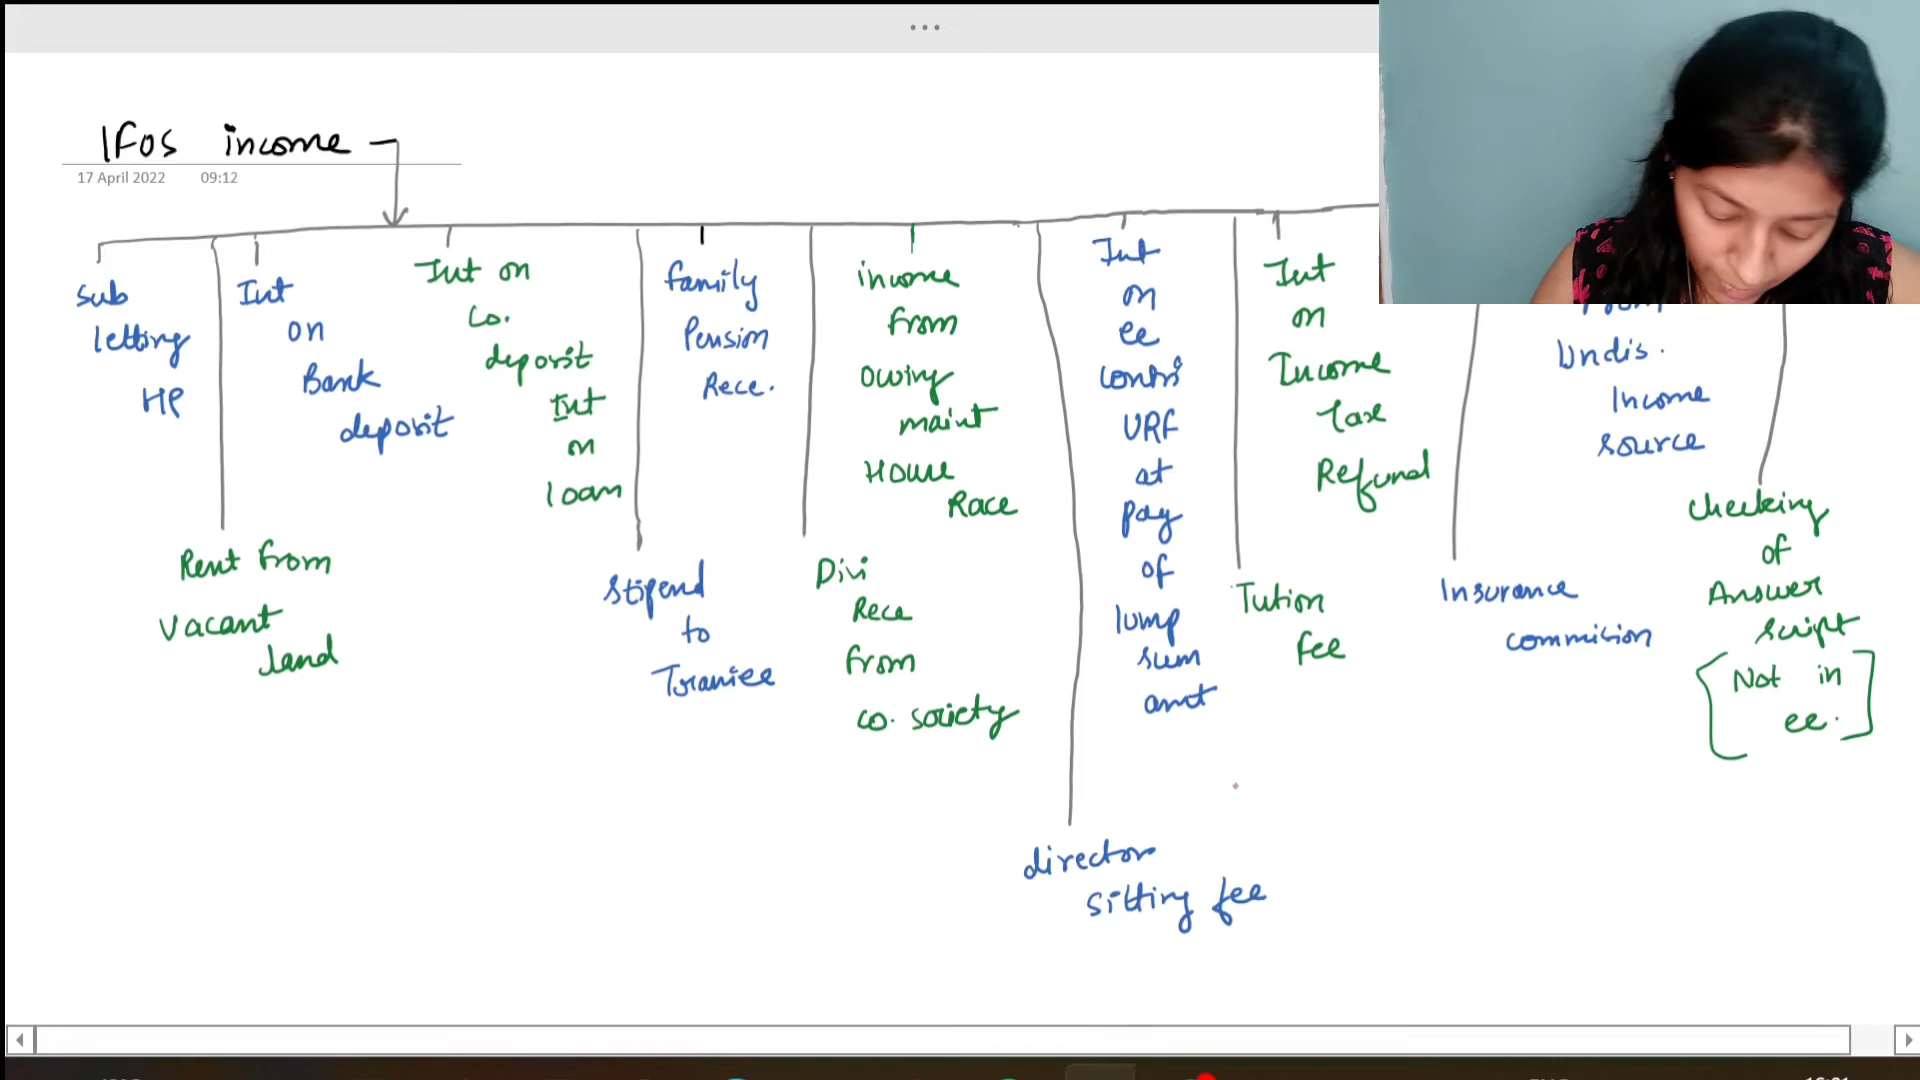 IFOS income
17 April 2022 09:12
Sub
letting
HP
Rent from
Vacant
land
Int
on
Bank
deposit
Int on
Co.
deposit
Int
on
loan
Stipend
to
Traniee
family
Pension
Rece.
Divi
Rece
from
co. society
income
from
owing
maint
House
Race
director
sitting fee
Int
on
ee
contri
URF
at
pay
of
lump
sum
amt
Tution
fee
Int
on
Income
Tax
Refund
Insurance
commision
Undis.
Income
source
checking
of
Answer
script
[Not in
ee.]